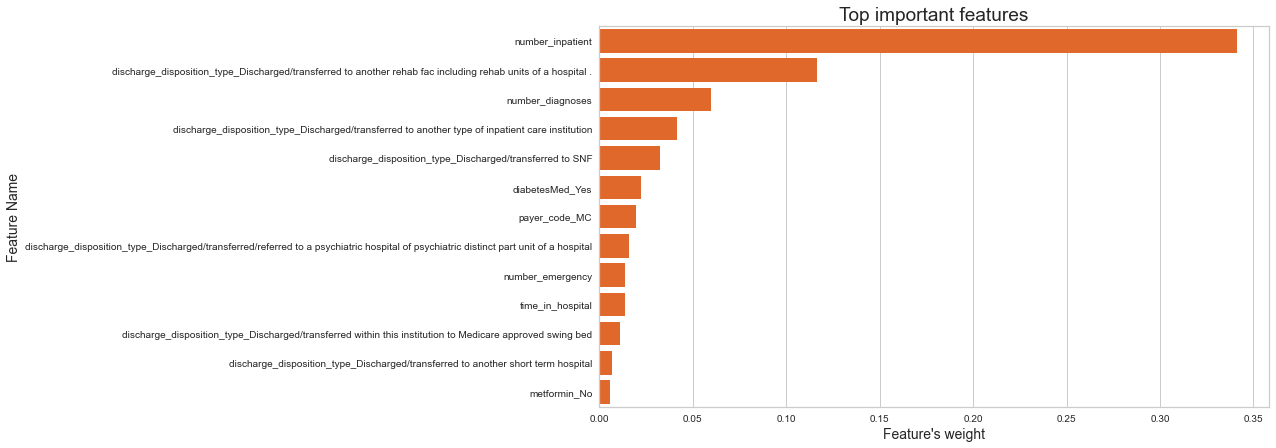 Top important features
Feature Name
number_inpatient
discharge_disposition_type_Discharged/transferred to another rehab fac including rehab units of a hospital .
number_diagnoses
discharge_disposition_type_Discharged/transferred to another type of inpatient care institution
discharge_disposition_type_Discharged/transferred to SNF
diabetesMed_Yes
payer_code_MC
discharge_disposition_type_Discharged/transferred/referred to a psychiatric hospital of psychiatric distinct part unit of a hospital
number_emergency
time_in_hospital
discharge_disposition_type_Discharged/transferred within this institution to Medicare approved swing bed
discharge_disposition_type_Discharged/transferred to another short term hospital
metformin_No
0.00 0.05 0.10 0.15 0.20 0.25 0.30 0.35
Feature's weight